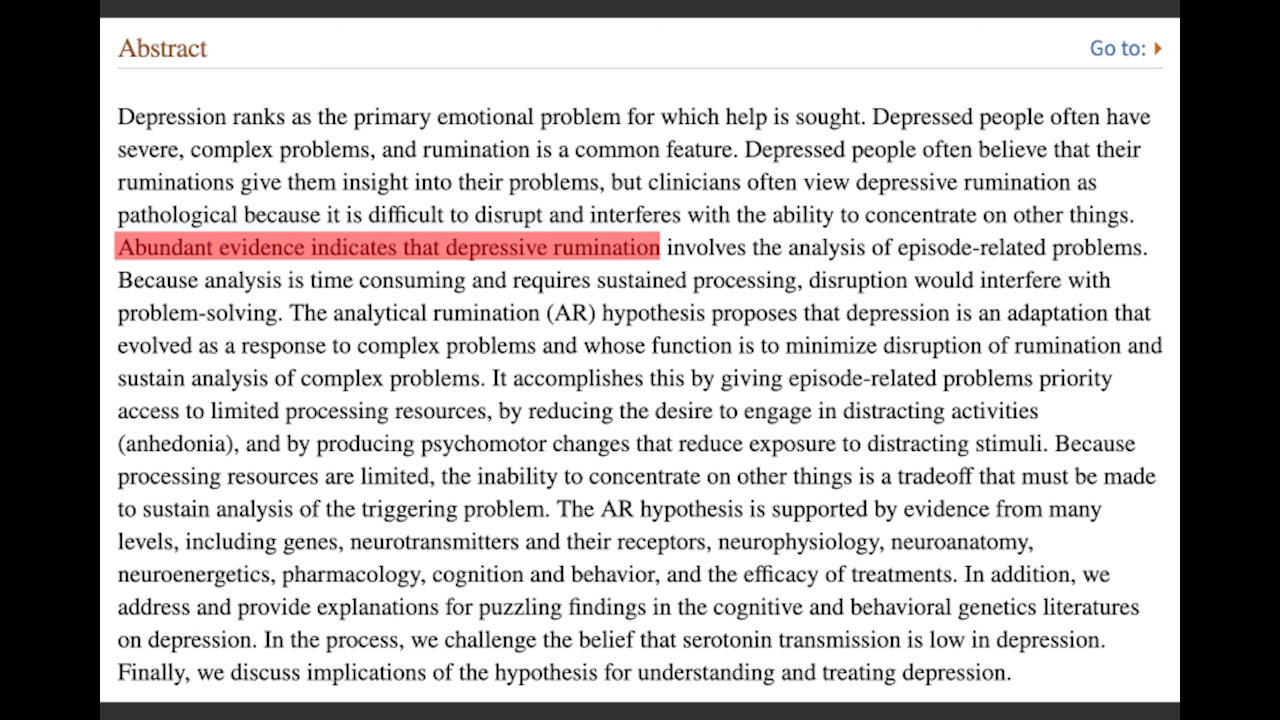 Abstract
Go to:
Depression ranks as the primary emotional problem for which help is sought. Depressed people often have
severe, complex problems, and rumination is a common feature. Depressed people often believe that their
ruminations give them insight into their problems, but clinicians often view depressive rumination as
pathological because it is difficult to disrupt and interferes with the ability to concentrate on other things.
Abundant evidence indicates that depressive rumination involves the analysis of episode-related problems.
Because analysis is time consuming and requires sustained processing, disruption would interfere with
problem-solving. The analytical rumination (AR) hypothesis proposes that depression is an adaptation that
evolved as a response to complex problems and whose function is to minimize disruption of rumination and
sustain analysis of complex problems. It accomplishes this by giving episode-related problems priority
access to limited processing resources, by reducing the desire to engage in distracting activities
(anhedonia), and by producing psychomotor changes that reduce exposure to distracting stimuli. Because
processing resources are limited, the inability to concentrate on other things is a tradeoff that must be made
to sustain analysis of the triggering problem. The AR hypothesis is supported by evidence from many
levels, including genes, neurotransmitters and their receptors, neurophysiology, neuroanatomy,
neuroenergetics, pharmacology, cognition and behavior, and the efficacy of treatments. In addition, we
address and provide explanations for puzzling findings in the cognitive and behavioral genetics literatures
on depression. In the process, we challenge the belief that serotonin transmission is low in depression.
Finally, we discuss implications of the hypothesis for understanding and treating depression.